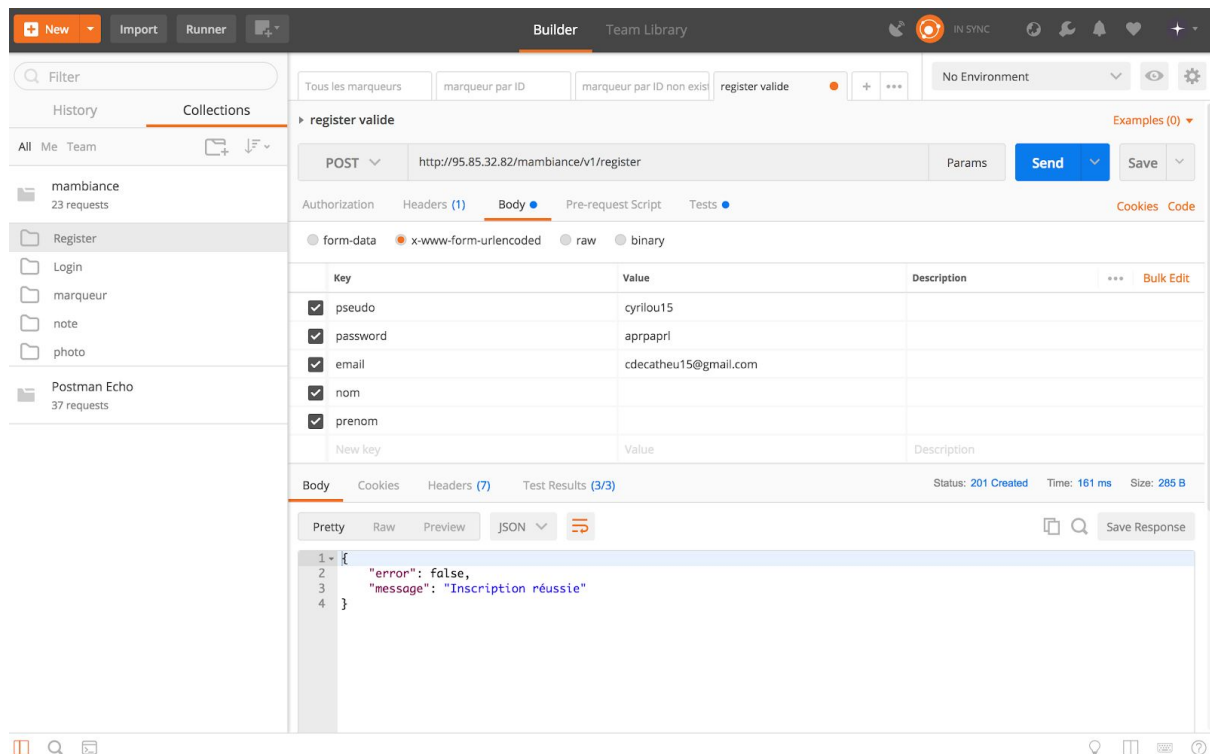 New Import Runner Builder Team Library IN SYNC
Filter
History Collections
All Me Team
mambiance
23 requests
Register
Login
marqueur
note
photo
Postman Echo
37 requests
Tous les marqueurs marqueur par ID marqueur par ID non exist register valide + ••• No Environment
register valide Examples (0)
POST http://95.85.32.82/mambiance/v1/register Params Send Save
Authorization Headers (1) Body Pre-request Script Tests Cookies Code
form-data x-www-form-urlencoded raw binary
Key Value Description ••• Bulk Edit
pseudo cyrilou15
password aprpaprl
email cdecatheu15@gmail.com
nom
prenom
New key Value Description
Body Cookies Headers (7) Test Results (3/3) Status: 201 Created Time: 161 ms Size: 285 B
Pretty Raw Preview JSON Save Response
1 {
2 "error": false,
3 "message": "Inscription réussie"
4 }